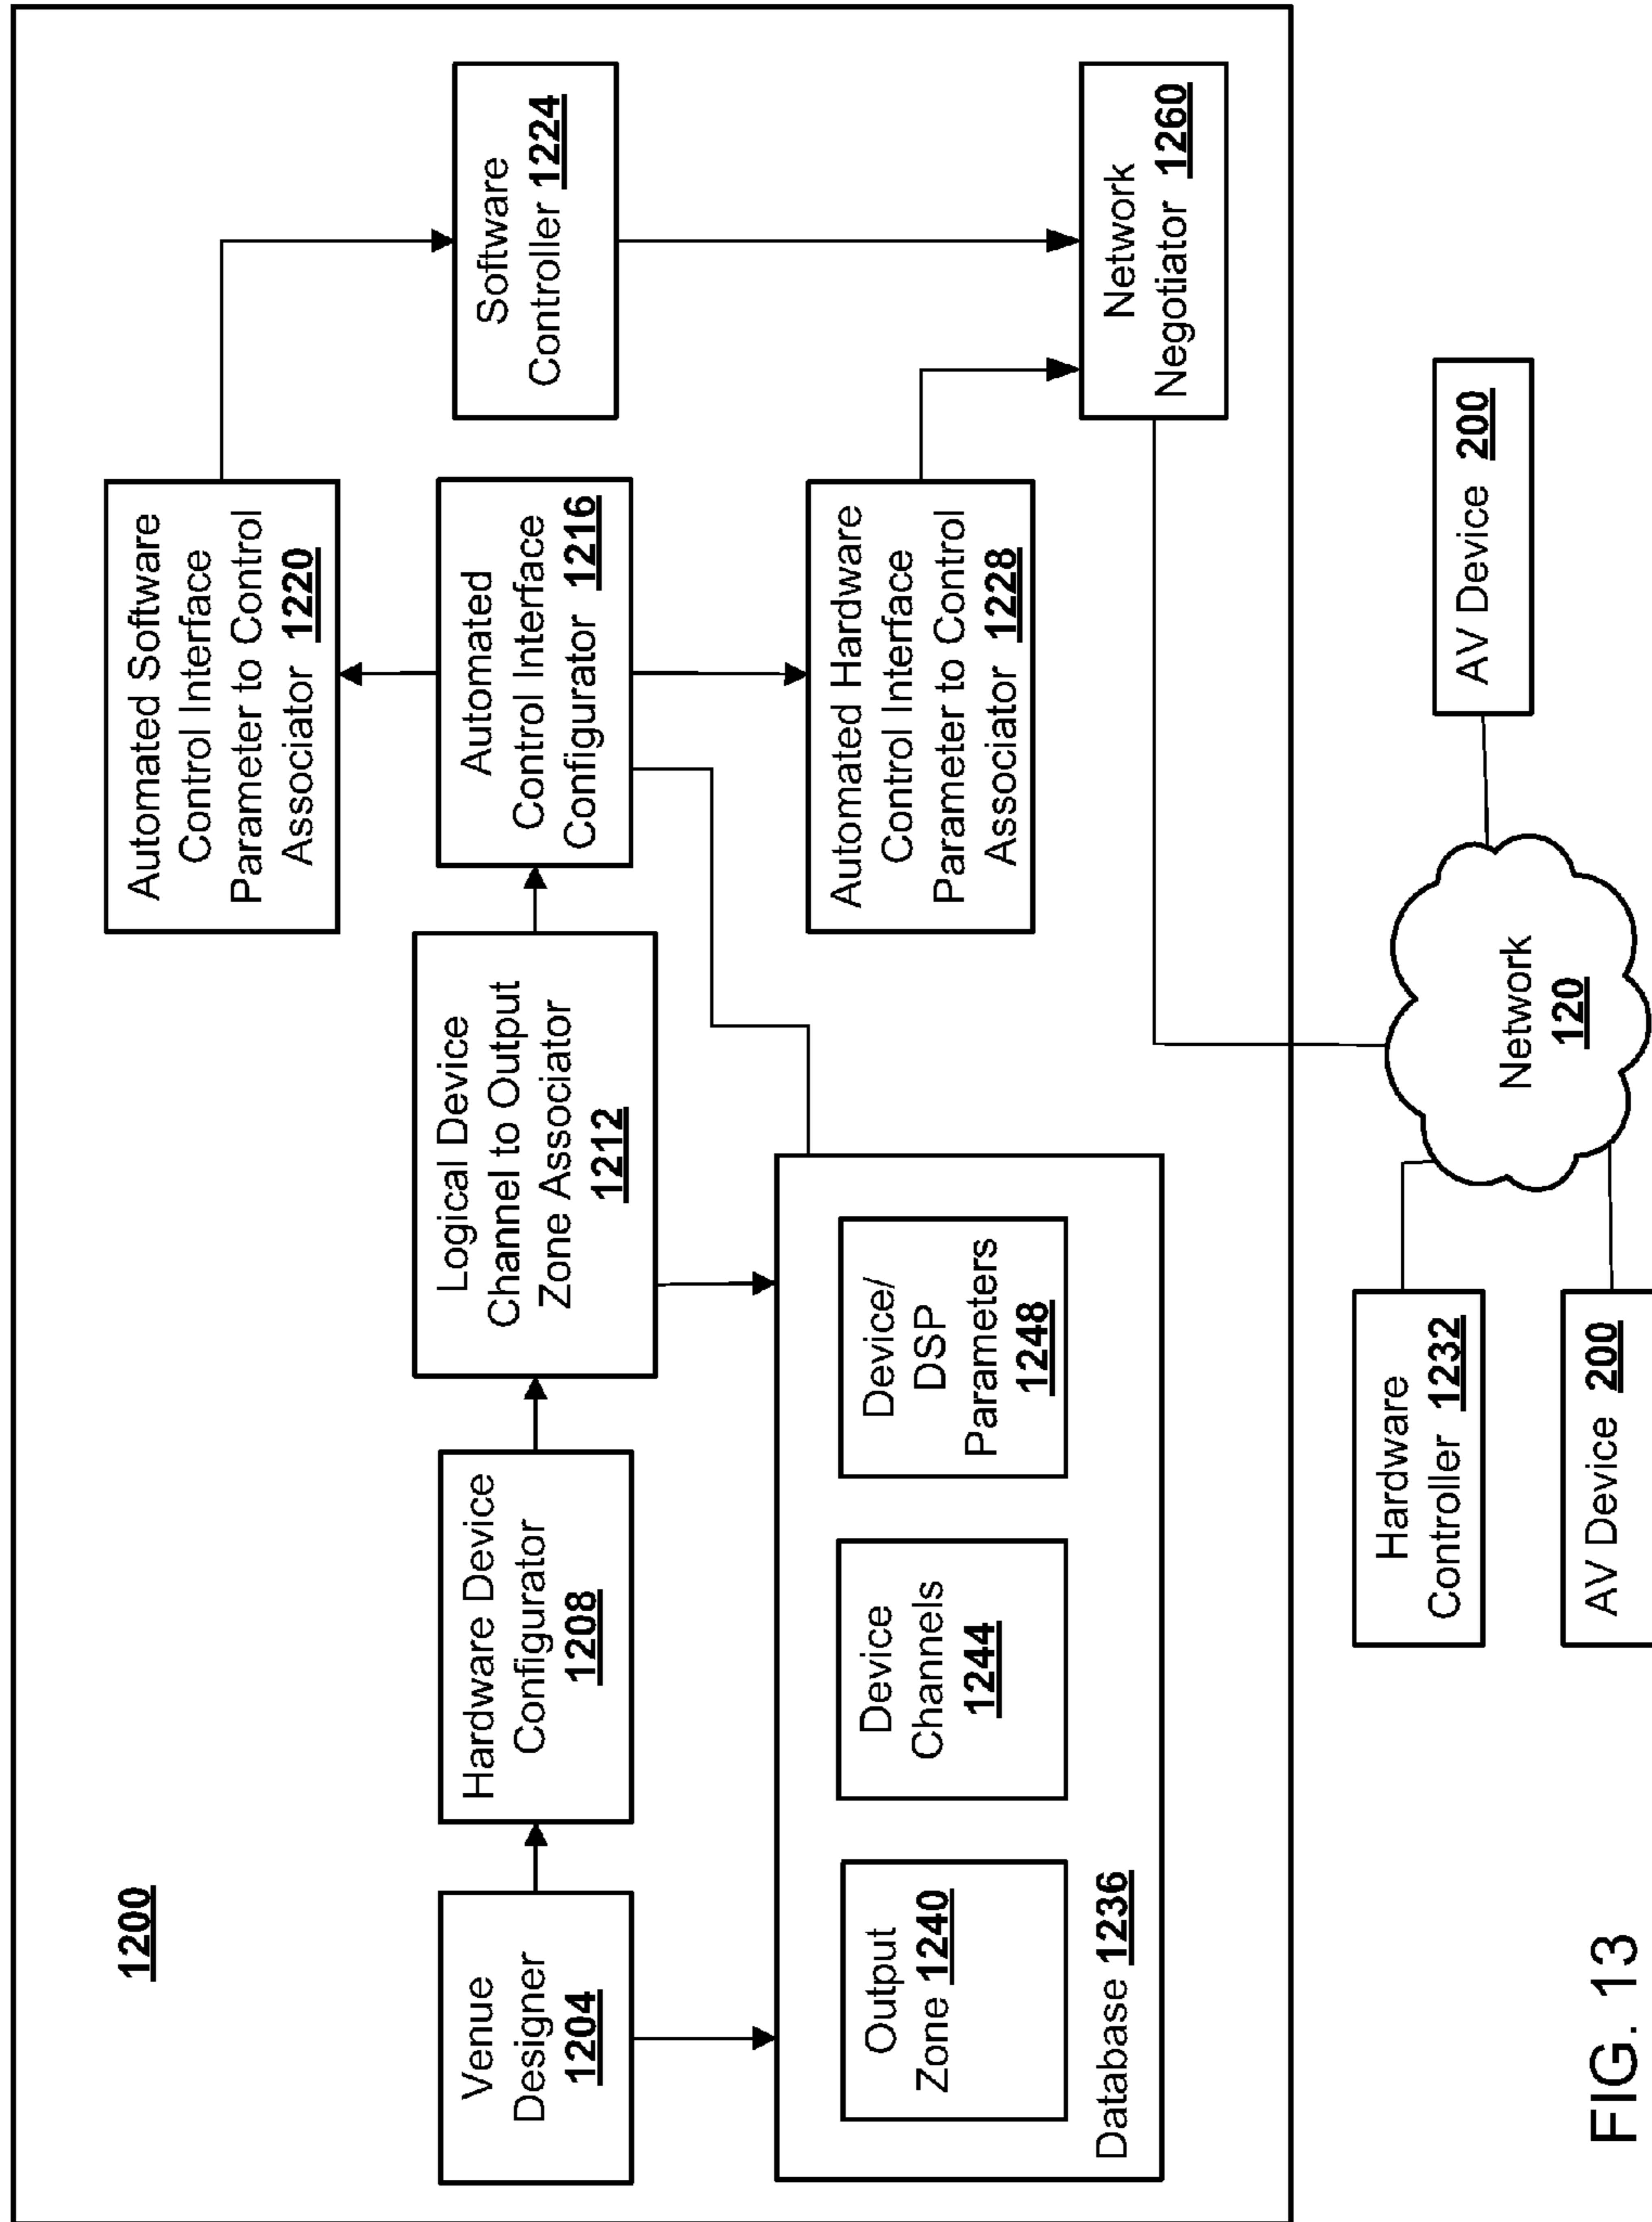 1200
Venue
Designer
1204
Hardware Device
Configurator
1208
Logical Device
Channel to Output
Zone Associator
1212
Automated
Control Interface
Configurator 1216
Automated Software
Control Interface
Parameter to Control
Associator 1220
Software
Controller 1224
Automated Hardware
Control Interface
Parameter to Control
Associator 1228
Network
Negotiator 1260
Output
Zone 1240
Device
Channels
1244
Device/
DSP
Parameters
1248
Database 1236
Hardware
Controller 1232
AV Device 200
Network
120
AV Device 200
FIG. 13